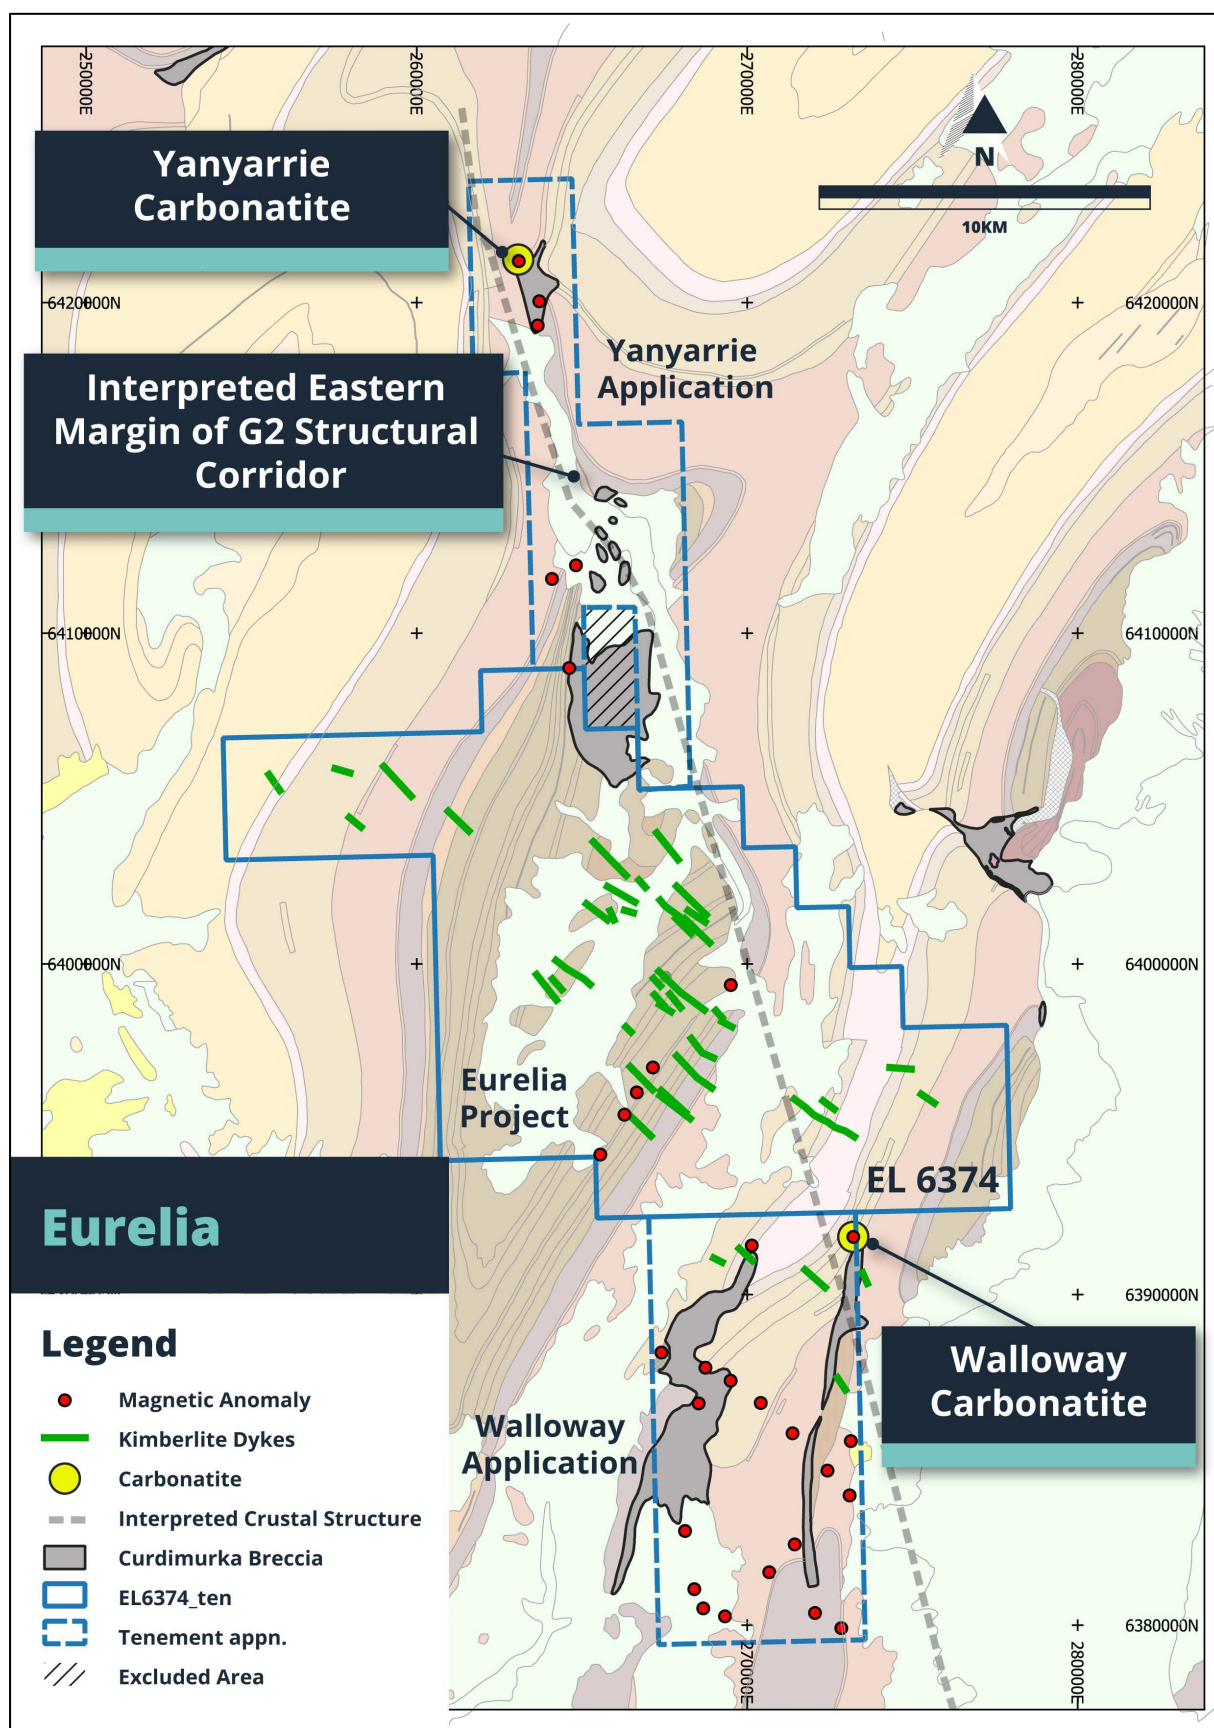 250000E
260000E
270000E
280000E
N
10KM
Yanyarrie
Carbonatite
6420000N
6420000N
Yanyarrie
Application
Interpreted Eastern
Margin of G2 Structural
Corridor
6410000N
6410000N
6400000N
6400000N
Eurelia
Project
EL 6374
Eurelia
6390000N
Walloway
Carbonatite
Walloway
Application
Legend
Magnetic Anomaly
Kimberlite Dykes
Carbonatite
Interpreted Crustal Structure
Curdimurka Breccia
EL6374_ten
Tenement appn.
Excluded Area
6380000N
270000E
280000E